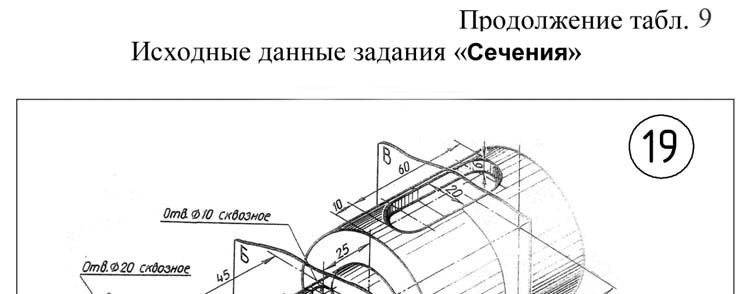 Продолжение табл. 9
Исходные данные задания «Сечения»
19
В
60
20
10
Отв. Ф10 сквозное
25
Б
Отв. Ф20 сквозное
45